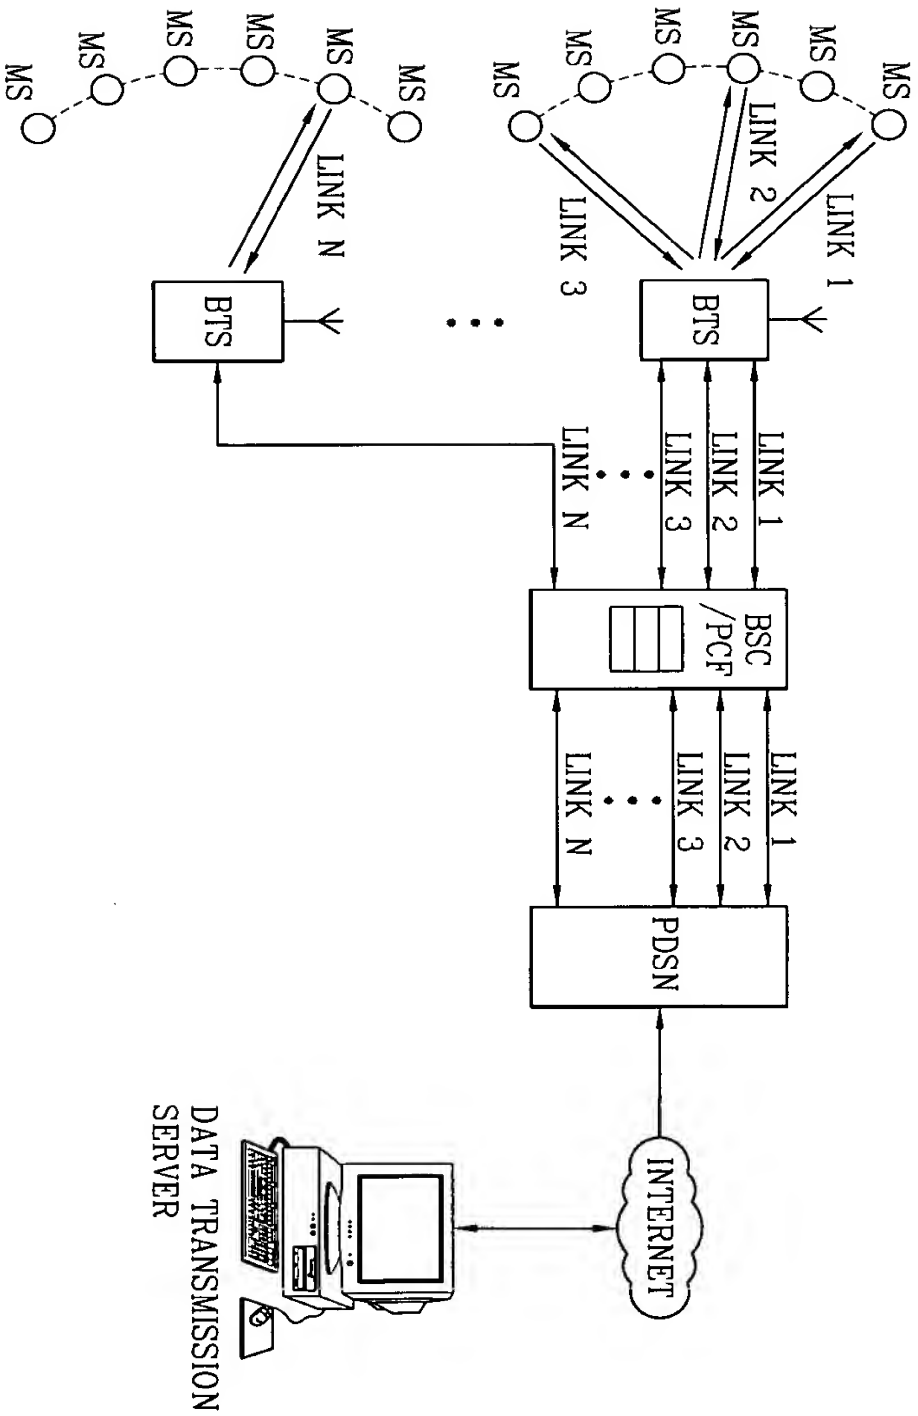 MS
MS
LINK 1
LINK 1
LINK 1
MS
LINK 2
BSC
/PCF
LINK 2
LINK 2
BTS
LINK 3
LINK 3
PDSN
INTERNET
MS
MS
LINK 3
LINK N
LINK N
MS
MS
MS
LINK N
MS
BTS
MS
DATA TRANSMISSION
SERVER
MS
MS